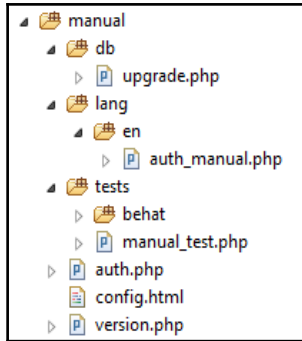 manual
db
upgrade.php
lang
en
auth_manual.php
tests
behat
manual_test.php
auth.php
config.html
version.php